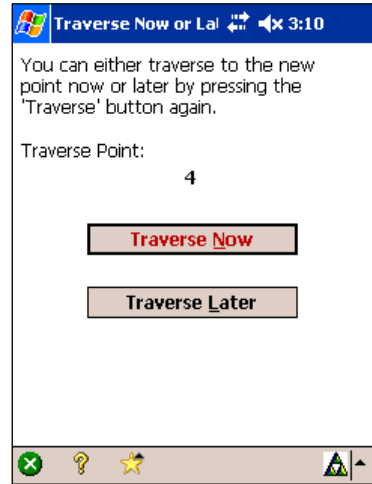 Traverse Now or Lat 3:10
You can either traverse to the new
point now or later by pressing the
'Traverse' button again.
Traverse Point:
4
Traverse Now
Traverse Later